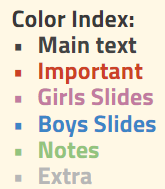 Color Index:
▪ Main text
▪ Important
▪ Girls Slides
▪ Boys Slides
▪ Notes
▪ Extra